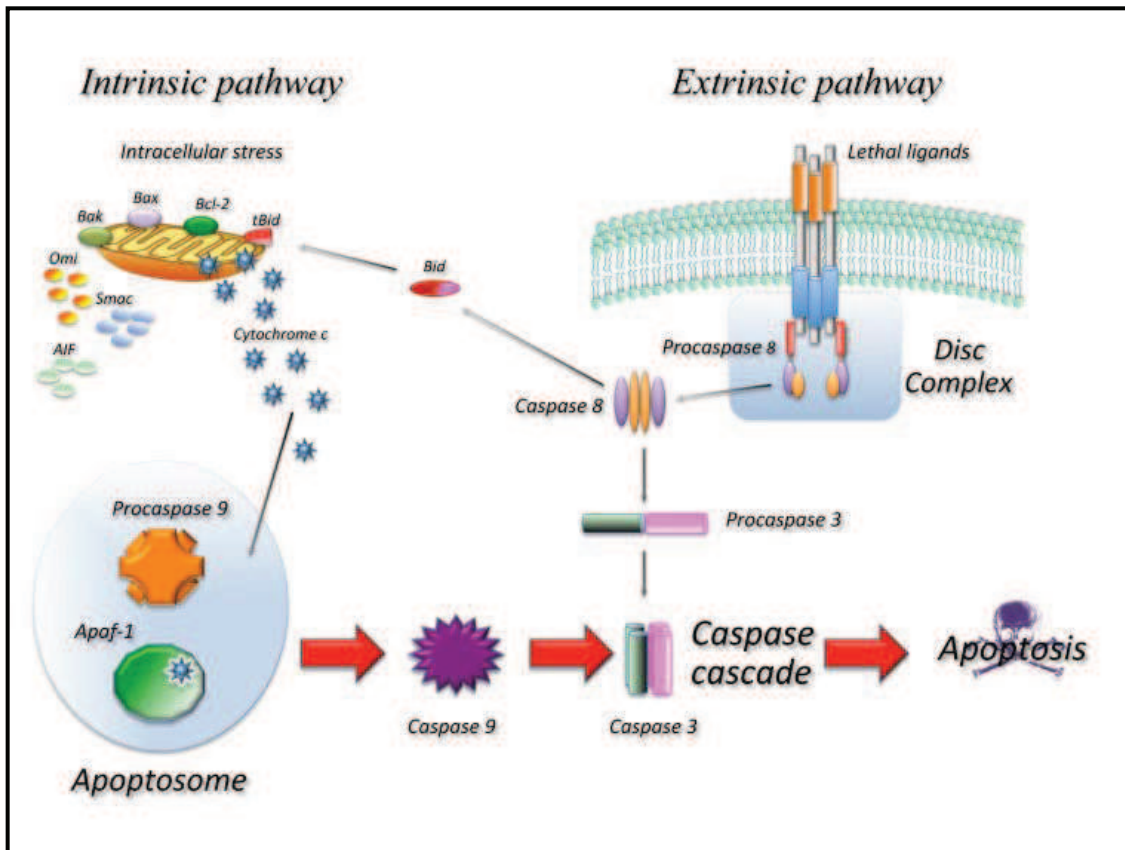 Intrinsic pathway
Extrinsic pathway
Intracellular stress
Lethal ligands
Bax
Bcl-2
Bak
tBid
Omi
Bid
Smac
Cytochrome c
Procaspase 8
Disc
Complex
AIF
Caspase 8
Procaspase 9
Procaspase 3
Apaf-1
Caspase
cascade
Apoptosis
Caspase 9
Caspase 3
Apoptosome